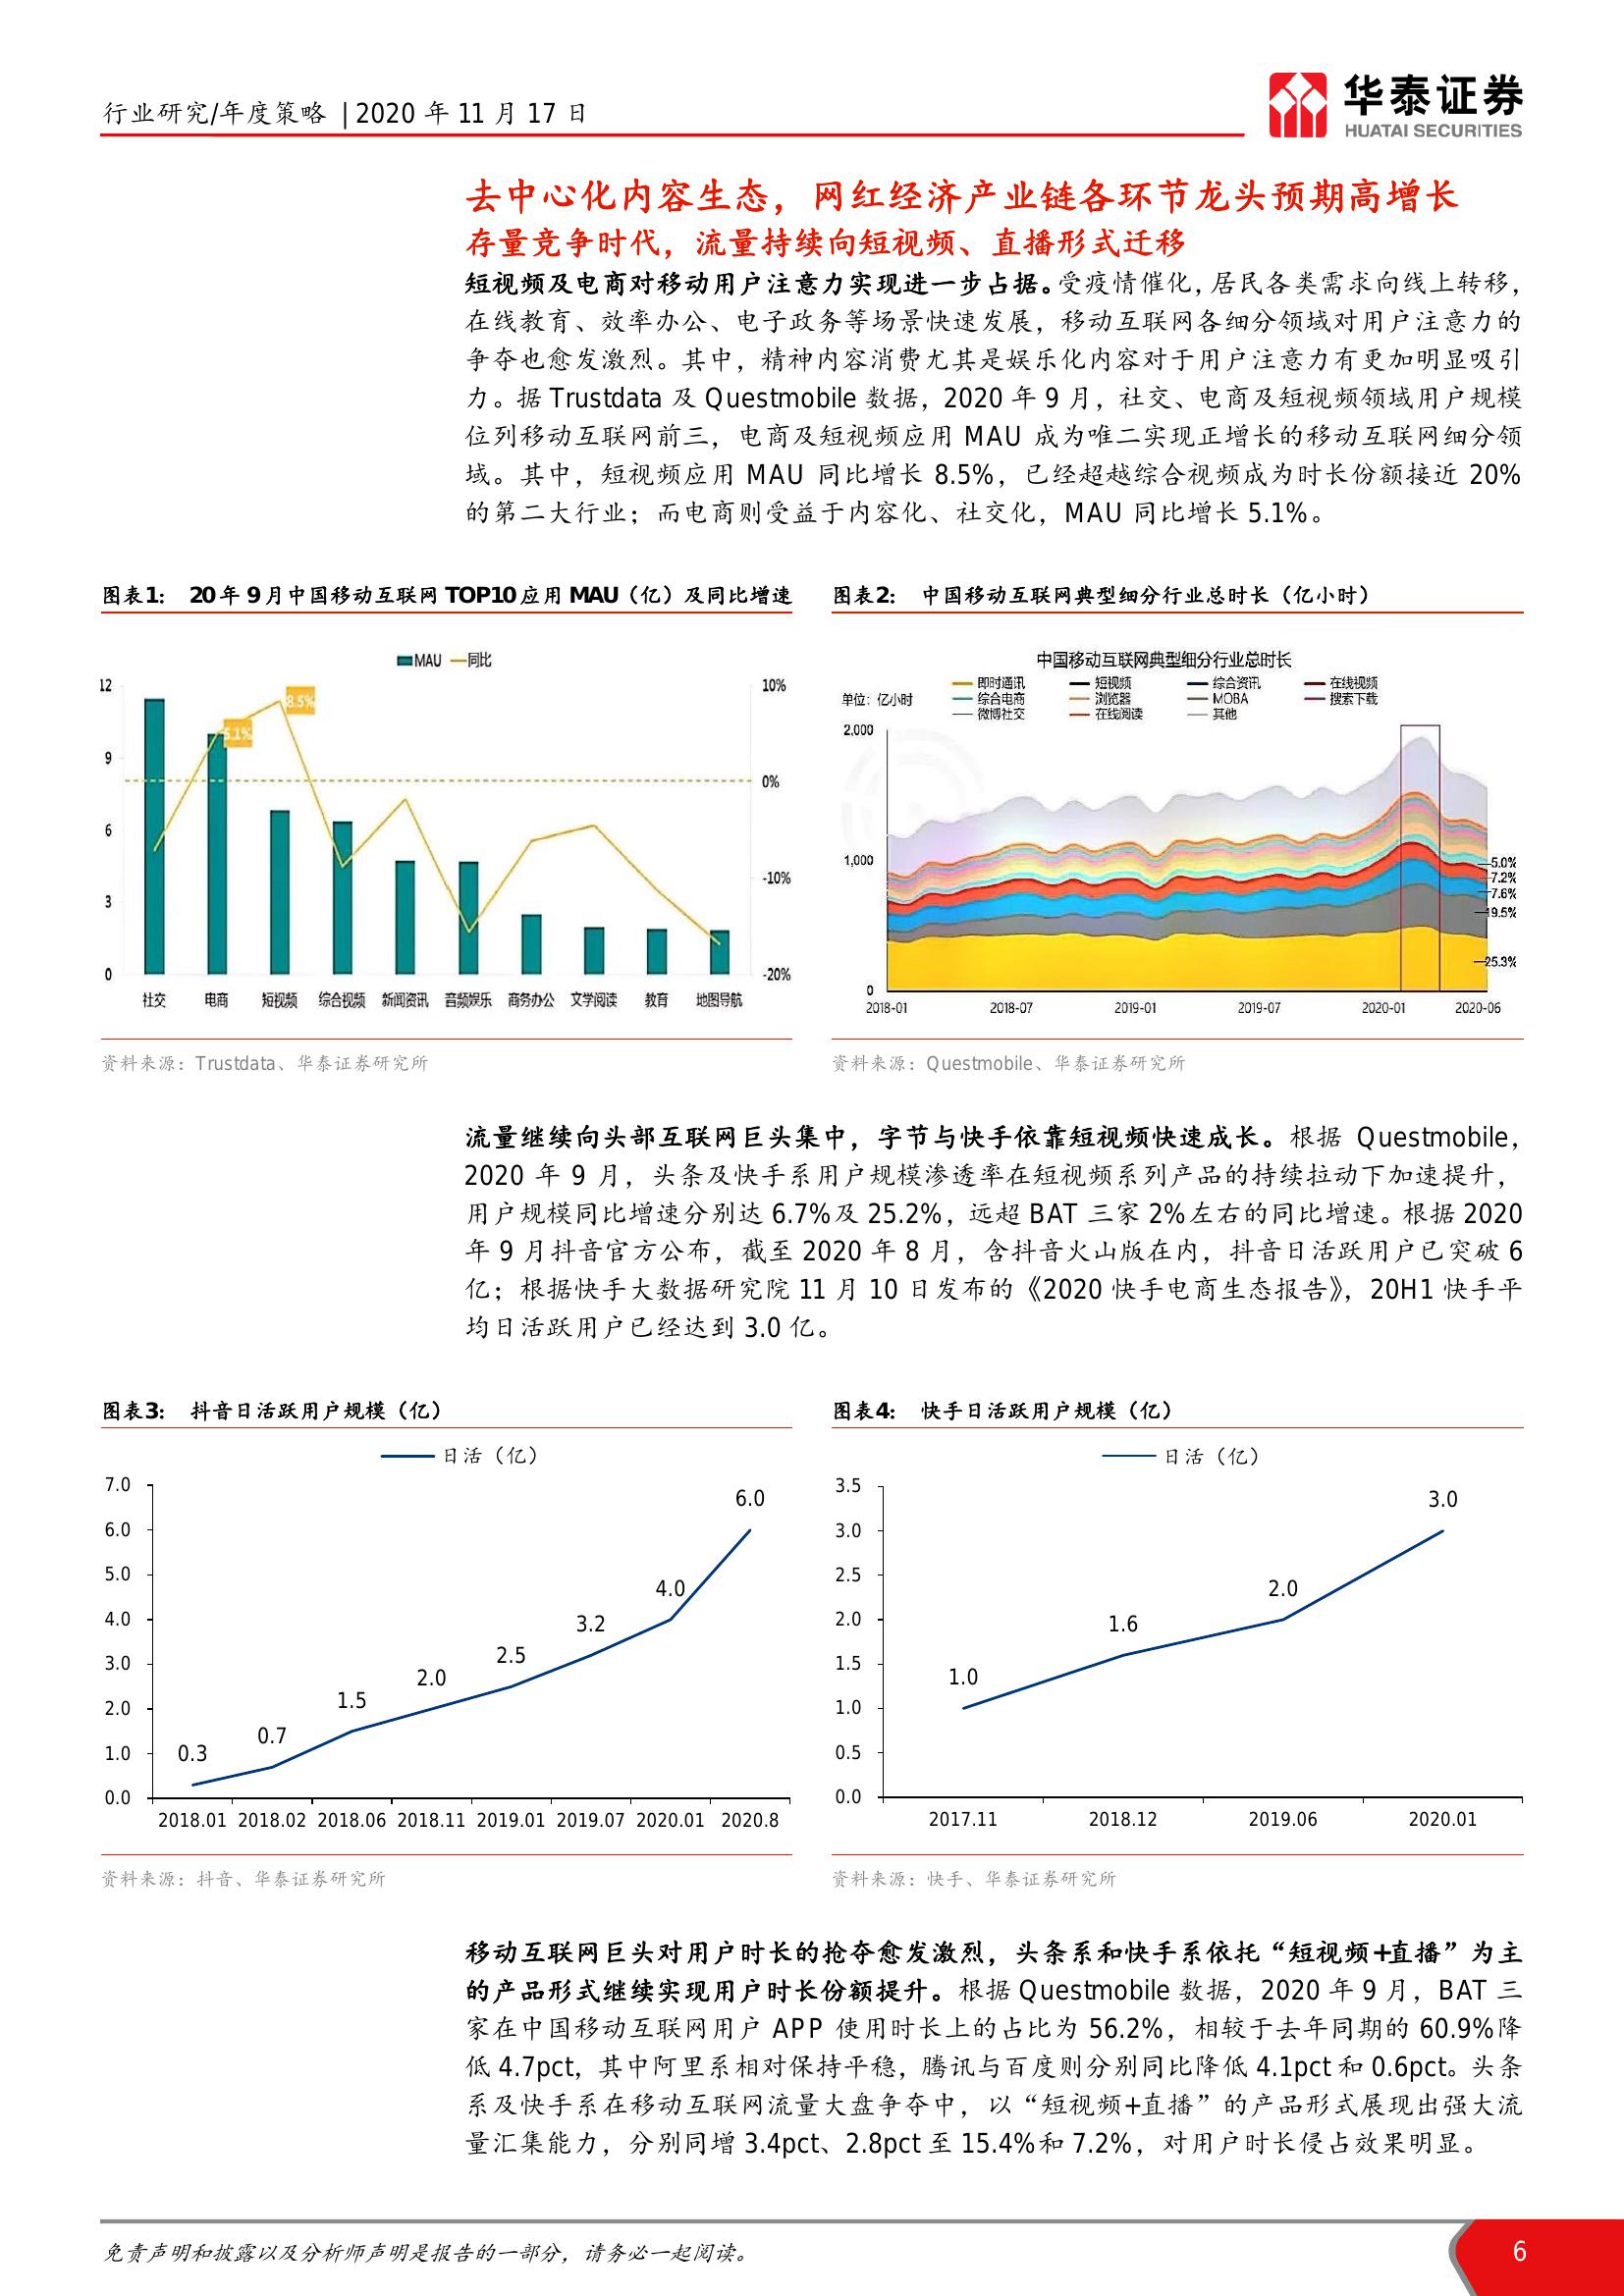 行业研究/年度策略 | 2020 年 11 月 17 日
华泰证券
HUATAI SECURITIES
去中心化内容生态，网红经济产业链各环节龙头预期高增长
存量竞争时代，流量持续向短视频、直播形式迁移
短视频及电商对移动用户注意力实现进一步占据。受疫情催化，居民各类需求向线上转移，
在线教育、效率办公、电子政务等场景快速发展，移动互联网各细分领域对用户注意力的
争夺也愈发激烈。其中，精神内容消费尤其是娱乐化内容对于用户注意力有更加明显吸引
力。据 Trustdata 及 Questmobile 数据，2020 年 9 月，社交、电商及短视频领域用户规模
位列移动互联网前三，电商及短视频应用 MAU 成为唯二实现正增长的移动互联网细分领
域。其中，短视频应用 MAU 同比增长 8.5%，已经超越综合视频成为时长份额接近 20%
的第二大行业；而电商则受益于内容化、社交化，MAU 同比增长 5.1%。
图表1： 20 年 9 月中国移动互联网 TOP10 应用 MAU（亿）及同比增速
MAU 同比
12
9
6
3
0
10%
0%
-10%
-20%
5.1%
8.5%
社交 电商 短视频 综合视频 新闻资讯 音频娱乐 商务办公 文学阅读 教育 地图导航
资料来源：Trustdata、华泰证券研究所
图表2： 中国移动互联网典型细分行业总时长（亿小时）
中国移动互联网典型细分行业总时长
单位：亿小时
即时通讯 短视频 综合资讯 在线视频
综合电商 浏览器 MOBA 搜索下载
微博社交 在线阅读 其他
2,000
1,000
0
5.0%
7.2%
7.6%
19.5%
25.3%
2018-01 2018-07 2019-01 2019-07 2020-01 2020-06
资料来源：Questmobile、华泰证券研究所
流量继续向头部互联网巨头集中，字节与快手依靠短视频快速成长。根据 Questmobile，
2020 年 9 月，头条及快手系用户规模渗透率在短视频系列产品的持续拉动下加速提升，
用户规模同比增速分别达 6.7%及 25.2%，远超 BAT 三家 2%左右的同比增速。根据 2020
年 9 月抖音官方公布，截至 2020 年 8 月，含抖音火山版在内，抖音日活跃用户已突破 6
亿；根据快手大数据研究院 11 月 10 日发布的《2020 快手电商生态报告》，20H1 快手平
均日活跃用户已经达到 3.0 亿。
图表3： 抖音日活跃用户规模（亿）
日活（亿）
7.0
6.0
5.0
4.0
3.0
2.0
1.0
0.0
0.3
0.7
1.5
2.0
2.5
3.2
4.0
6.0
2018.01 2018.02 2018.06 2018.11 2019.01 2019.07 2020.01 2020.8
资料来源：抖音、华泰证券研究所
图表4： 快手日活跃用户规模（亿）
日活（亿）
3.5
3.0
2.5
2.0
1.5
1.0
0.5
0.0
1.0
1.6
2.0
3.0
2017.11 2018.12 2019.06 2020.01
资料来源：快手、华泰证券研究所
移动互联网巨头对用户时长的抢夺愈发激烈，头条系和快手系依托“短视频+直播”为主
的产品形式继续实现用户时长份额提升。根据 Questmobile 数据，2020 年 9 月，BAT 三
家在中国移动互联网用户 APP 使用时长上的占比为 56.2%，相较于去年同期的 60.9%降
低 4.7pct，其中阿里系相对保持平稳，腾讯与百度则分别同比降低 4.1pct 和 0.6pct。头条
系及快手系在移动互联网流量大盘争夺中，以“短视频+直播”的产品形式展现出强大流
量汇集能力，分别同增 3.4pct、2.8pct 至 15.4%和 7.2%，对用户时长侵占效果明显。
免责声明和披露以及分析师声明是报告的一部分，请务必一起阅读。
6